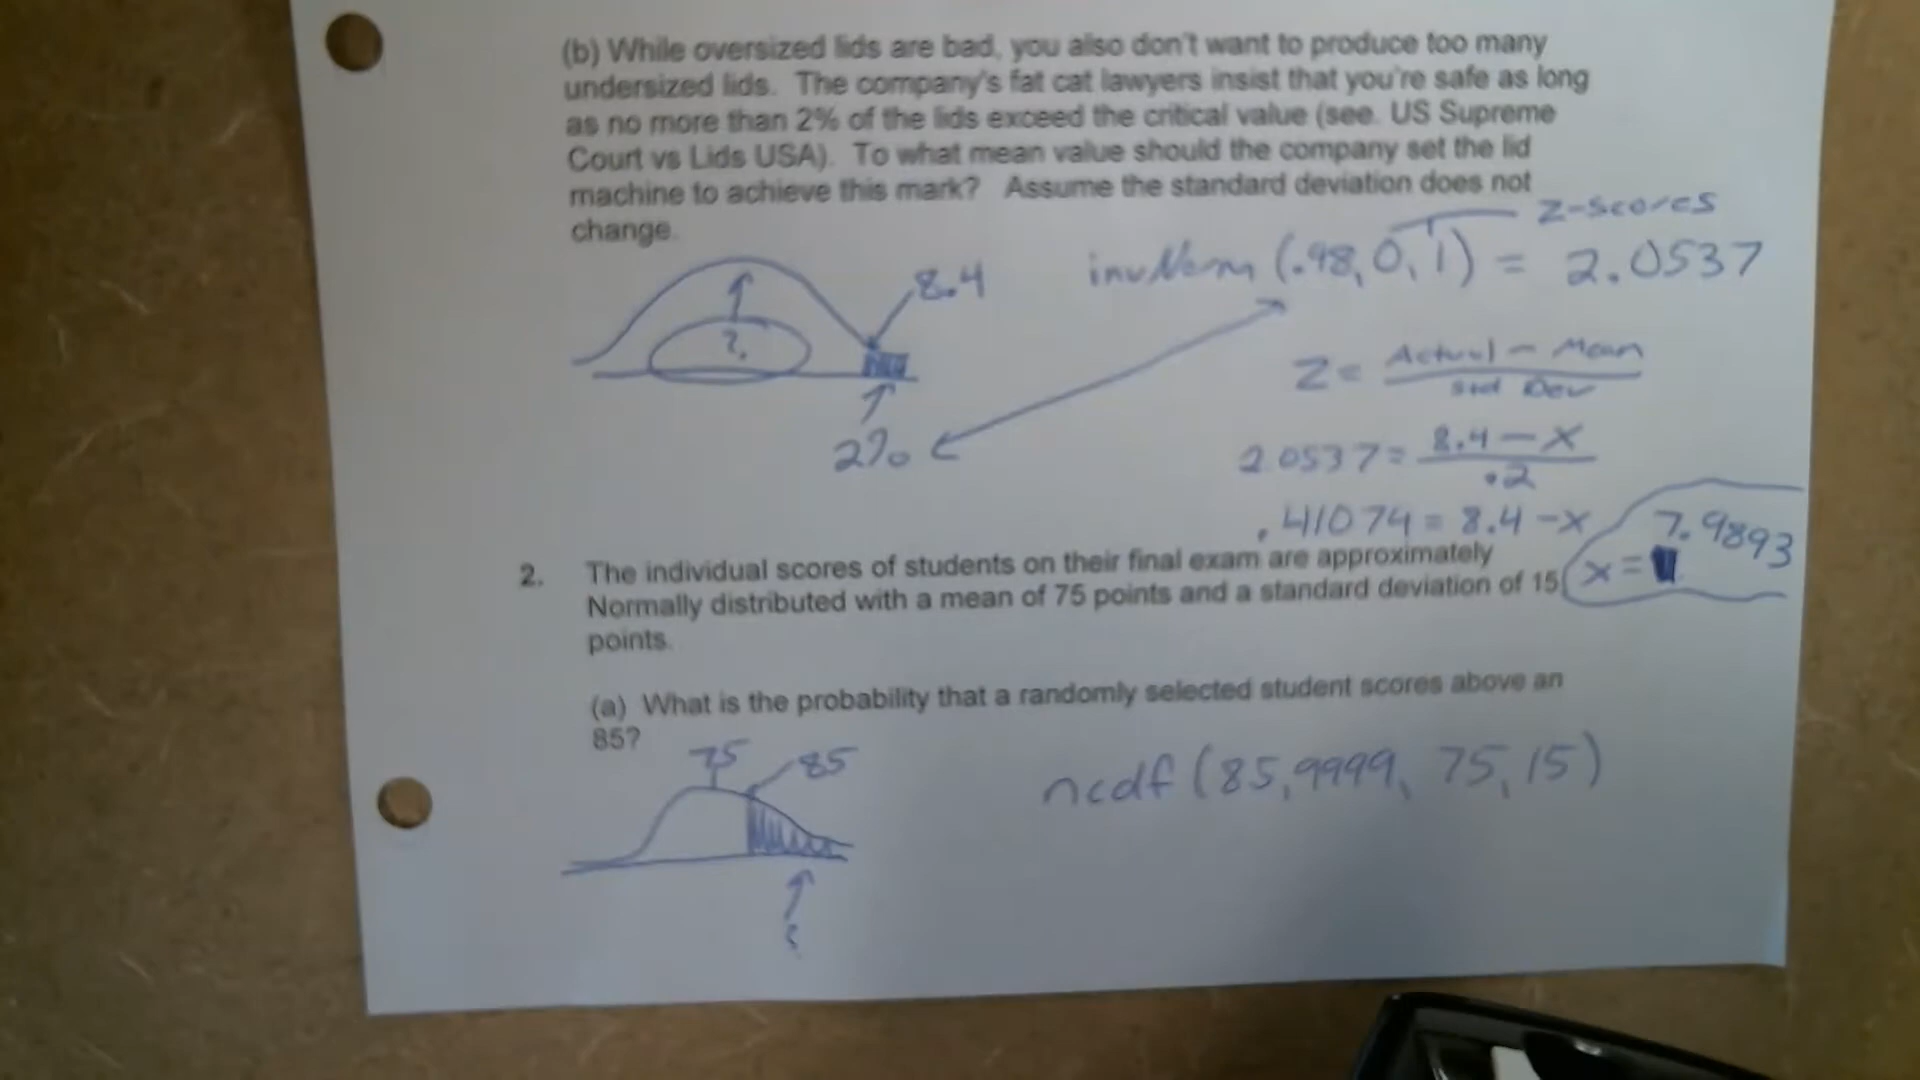 (b) While oversized lids are bad, you also don't want to produce too many
undersized lids. The company's fat cat lawyers insist that you're safe as long
as no more than 2% of the lids exceed the critical value (see. US Supreme
Court vs Lids USA). To what mean value should the company set the lid
machine to achieve this mark? Assume the standard deviation does not
change.
z-scores
invNorm (.98, 0, 1) = 2.0537
8.4
?
2%
Z = Actual - Mean
Std Dev
2.0537 = 8.4 - x
.2
.41074 = 8.4 - x
x = 7.9893
2. The individual scores of students on their final exam are approximately
Normally distributed with a mean of 75 points and a standard deviation of 15
points.
(a) What is the probability that a randomly selected student scores above an
85?
75 85
ncdf (85, 9999, 75, 15)
?